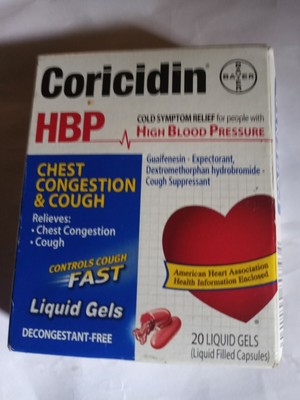 Coricidin®
BAYER
BAYER
HBP
COLD SYMPTOM RELIEF for people with
HIGH BLOOD PRESSURE
CHEST
CONGESTION
& COUGH
Guaifenesin - Expectorant,
Dextromethorphan hydrobromide -
Cough Suppressant
Relieves:
• Chest Congestion
• Cough
CONTROLS COUGH
FAST
American Heart Association
Health Information Enclosed
Liquid Gels
DECONGESTANT-FREE
20 LIQUID GELS
(Liquid Filled Capsules)